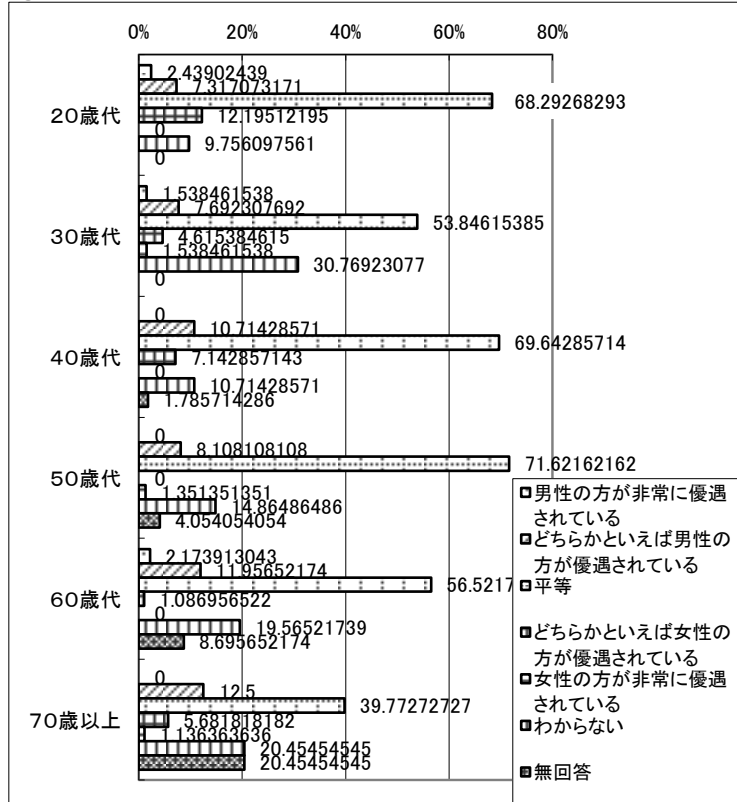 0% 20% 40% 60% 80%
2.43902439
7.317073171
68.29268293
20歳代 12.19512195
0
9.756097561
0
1.538461538
7.692307692
53.84615385
30歳代 4.615384615
1.538461538
30.76923077
0
0
10.71428571
69.64285714
40歳代 7.142857143
0
10.71428571
1.785714286
0
8.108108108
71.62162162
50歳代 0
1.351351351
14.86486486
4.054054054
2.173913043
11.95652174
56.5217
60歳代 1.086956522
0
19.56521739
8.695652174
0
12.5
39.77272727
70歳以上 5.681818182
1.136363636
20.45454545
20.45454545
男性の方が非常に優遇
されている
どちらかといえば男性の
方が優遇されている
平等
どちらかといえば女性の
方が優遇されている
女性の方が非常に優遇
されている
わからない
無回答